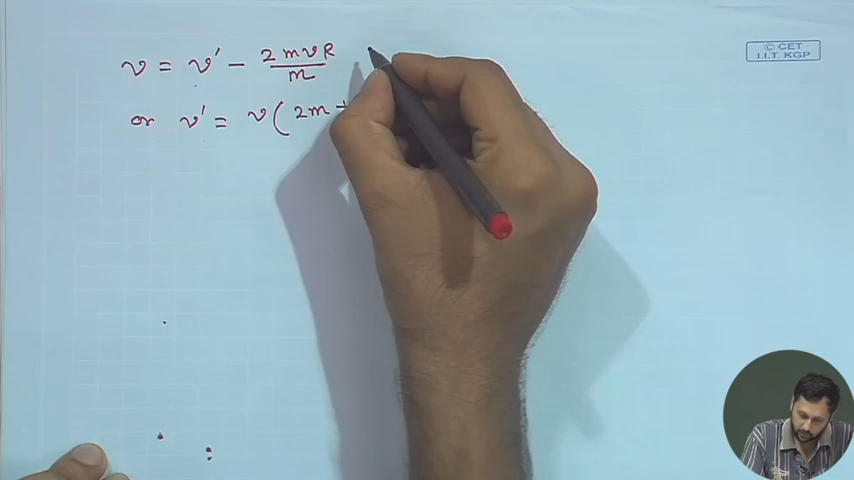 v = v' - 2mvR / m
or v' = v(2m +
© CET
I.I.T. KGP